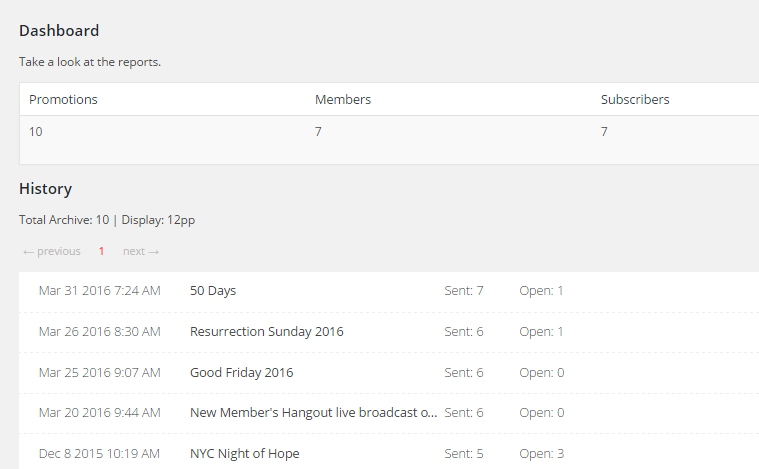 Dashboard
Take a look at the reports.
Promotions Members Subscribers
10 7 7
History
Total Archive: 10 | Display: 12pp
← previous 1 next →
Mar 31 2016 7:24 AM 50 Days Sent: 7 Open: 1
Mar 26 2016 8:30 AM Resurrection Sunday 2016 Sent: 6 Open: 1
Mar 25 2016 9:07 AM Good Friday 2016 Sent: 6 Open: 0
Mar 20 2016 9:44 AM New Member's Hangout live broadcast o... Sent: 6 Open: 0
Dec 8 2015 10:19 AM NYC Night of Hope Sent: 5 Open: 3